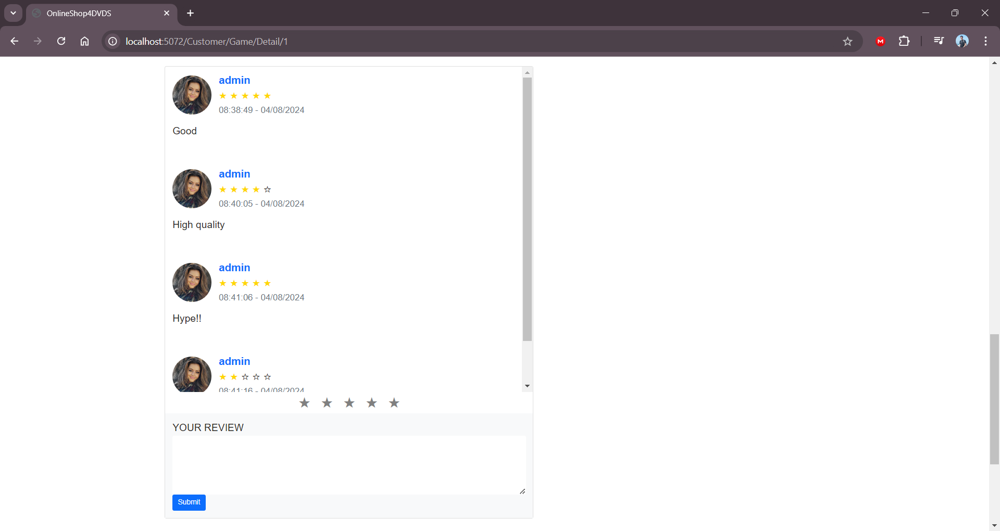 OnlineShop4DVDS
localhost:5072/Customer/Game/Detail/1
admin
★ ★ ★ ★ ★
08:38:49 - 04/08/2024
Good
admin
★ ★ ★ ★ ☆
08:40:05 - 04/08/2024
High quality
admin
★ ★ ★ ★ ★
08:41:06 - 04/08/2024
Hype!!
admin
★ ★ ☆ ☆ ☆
08:41:16 - 04/08/2024
★ ★ ★ ★ ★
YOUR REVIEW
Submit